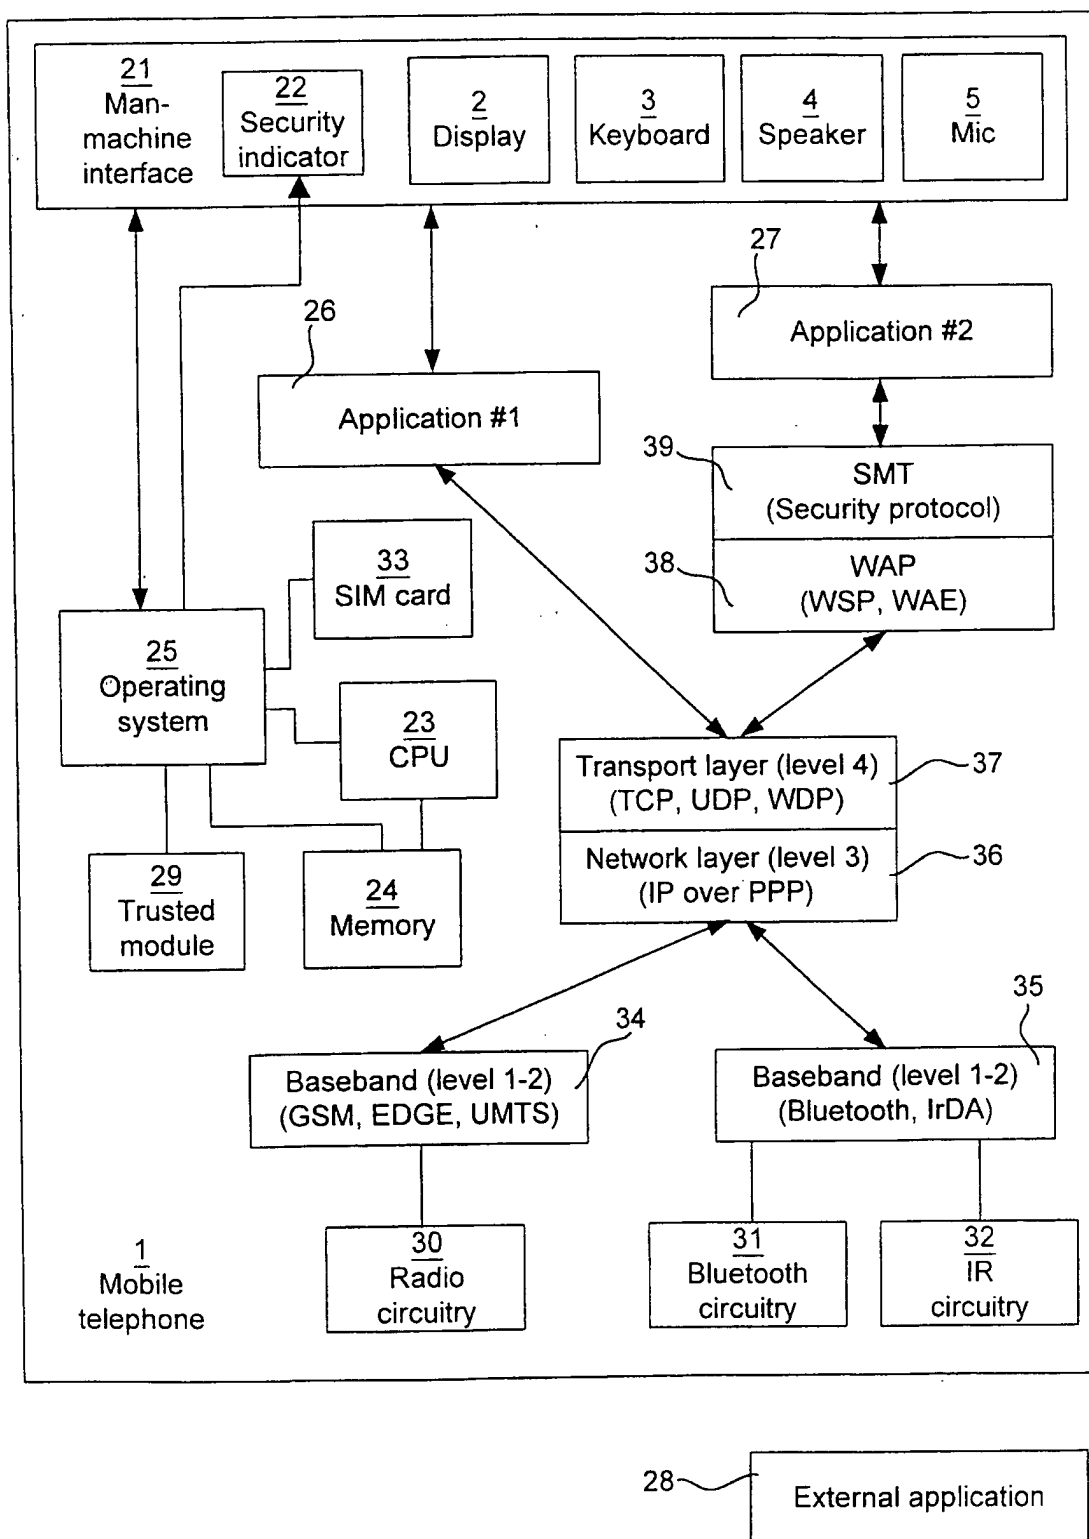 21
Man-
machine
interface
22
Security
indicator
2
Display
3
Keyboard
4
Speaker
5
Mic
27
26
Application #2
Application #1
39
SMT
(Security protocol)
33
SIM card
38
WAP
(WSP, WAE)
25
Operating
system
23
CPU
Transport layer (level 4)
(TCP, UDP, WDP)
37
Network layer (level 3)
(IP over PPP)
36
29
Trusted
module
24
Memory
34
35
Baseband (level 1-2)
(GSM, EDGE, UMTS)
Baseband (level 1-2)
(Bluetooth, IrDA)
1
Mobile
telephone
30
Radio
circuitry
31
Bluetooth
circuitry
32
IR
circuitry
28
External application